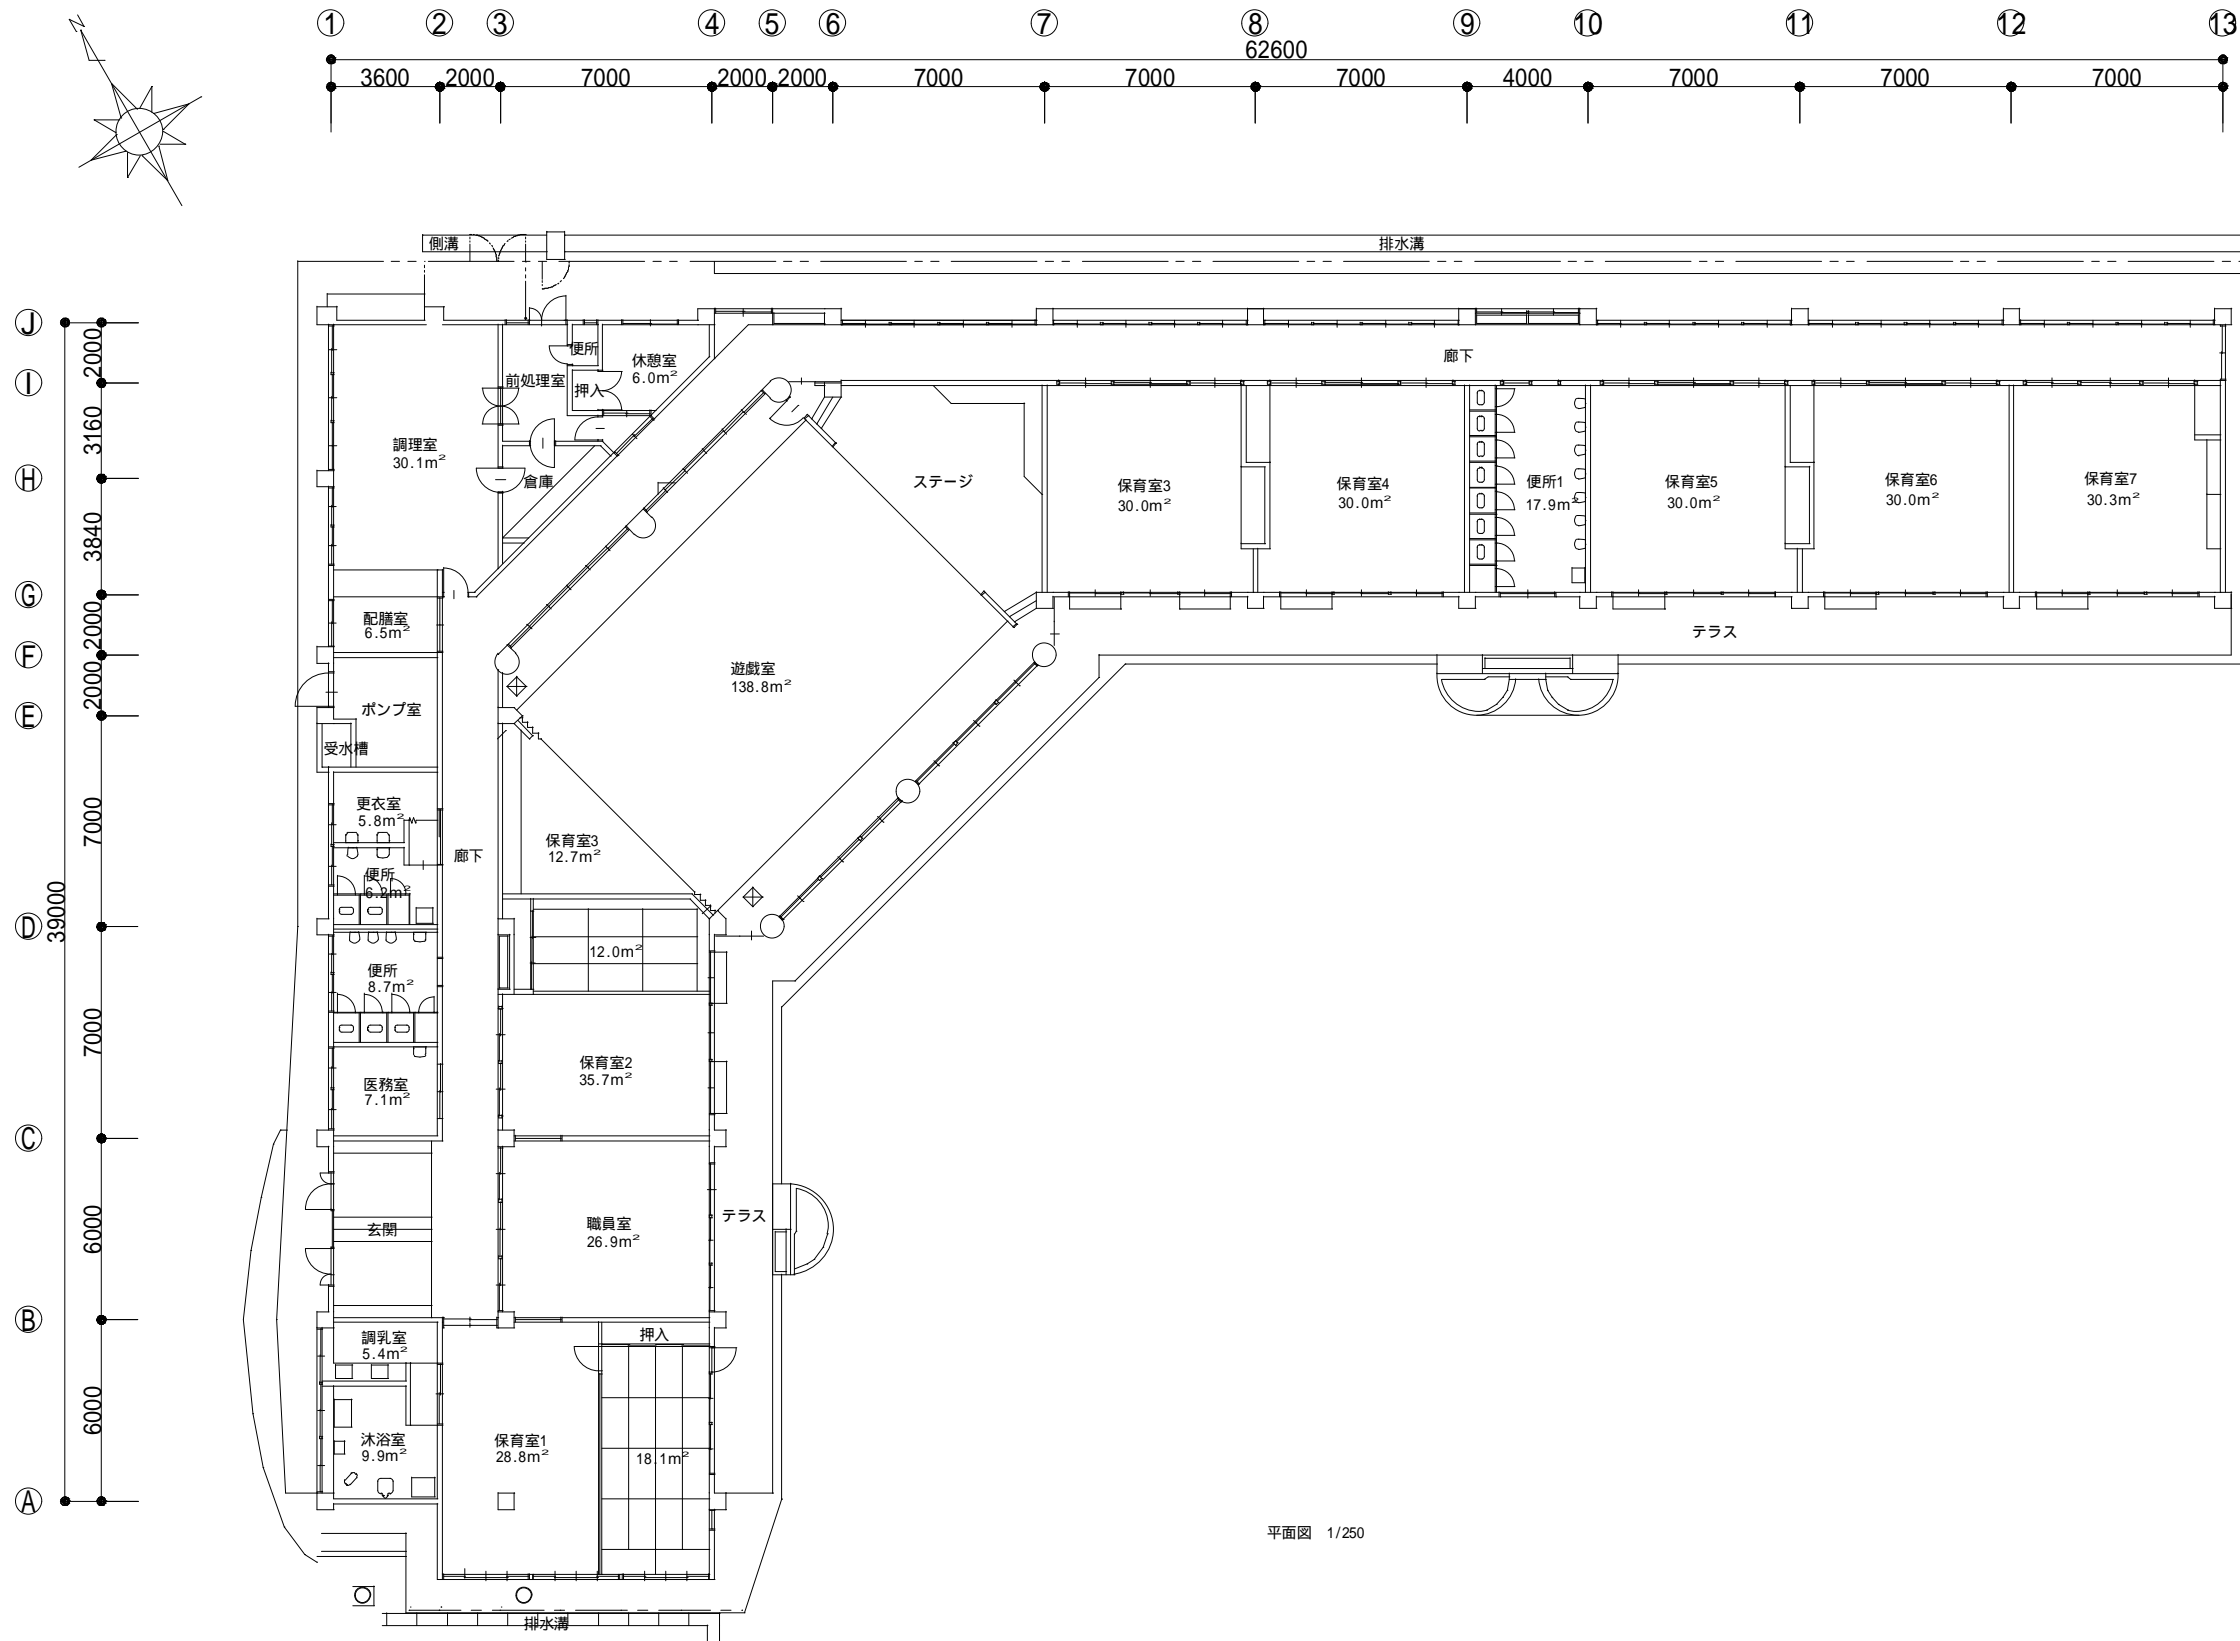 ① ② ③ ④ ⑤ ⑥ ⑦ ⑧ ⑨ ⑩ ⑪ ⑫ ⑬
62600
3600 2000 7000 2000 2000 7000 7000 7000 4000 7000 7000 7000
N
側溝
排水溝
Ⓙ
2000
Ⓘ
3160
Ⓗ
3840
Ⓖ
2000
Ⓕ
2000
Ⓔ
7000
Ⓓ
7000
Ⓒ
6000
Ⓑ
6000
Ⓐ
39000
便所
休憩室
6.0m²
前処理室
押入
廊下
調理室
30.1m²
倉庫
ステージ
保育室3
30.0m²
保育室4
30.0m²
便所1
17.9m²
保育室5
30.0m²
保育室6
30.0m²
保育室7
30.3m²
配膳室
6.5m²
テラス
遊戯室
138.8m²
ポンプ室
受水槽
更衣室
5.8m²
保育室3
12.7m²
廊下
便所
6.2m²
12.0m²
便所
8.7m²
保育室2
35.7m²
医務室
7.1m²
玄関
職員室
26.9m²
テラス
調乳室
5.4m²
押入
沐浴室
9.9m²
保育室1
28.8m²
18.1m²
平面図 1/250
排水溝